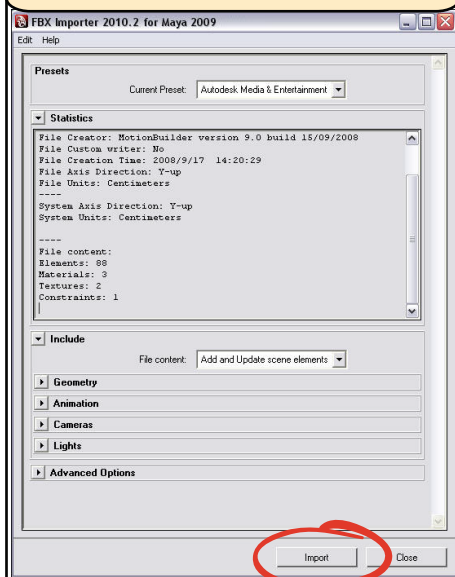 FBX Importer 2010.2 for Maya 2009
Edit Help
Presets
Current Preset: Autodesk Media & Entertainment
Statistics
File Creator: MotionBuilder version 9.0 build 15/09/2008
File Custom writer: No
File Creation Time: 2008/9/17  14:20:29
File Axis Direction: Y-up
File Units: Centimeters
----
System Axis Direction: Y-up
System Units: Centimeters
----
File content:
Elements: 88
Materials: 3
Textures: 2
Constraints: 1
Include
File content: Add and Update scene elements
Geometry
Animation
Cameras
Lights
Advanced Options
Import Close